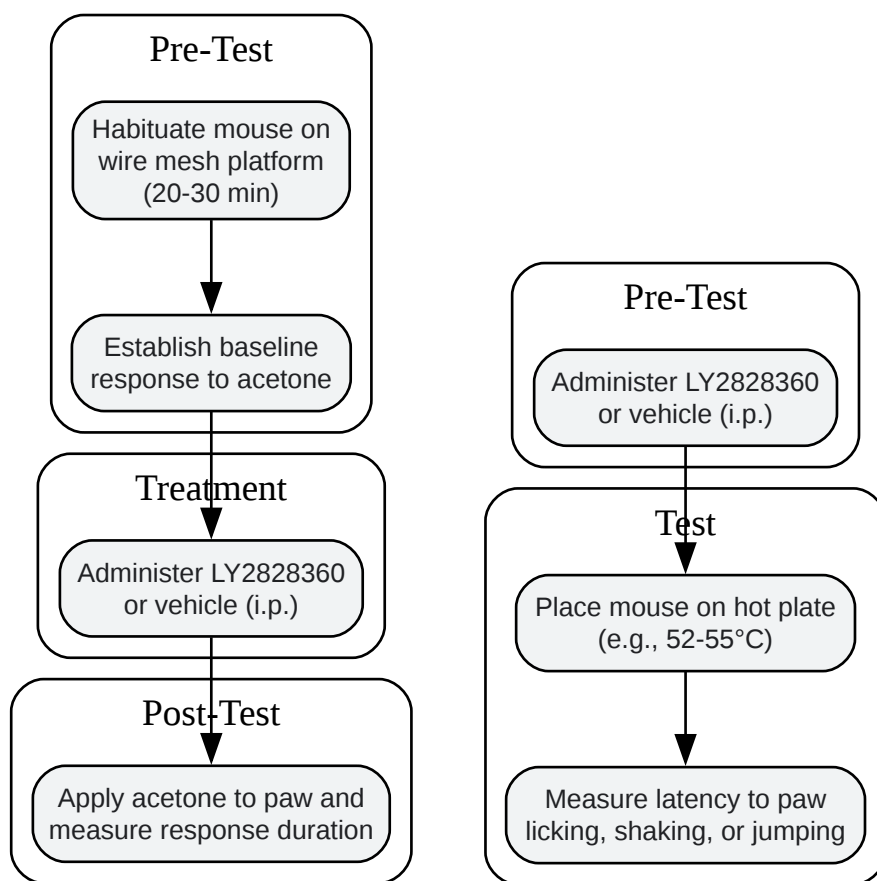 Pre-Test
Habituate mouse on
wire mesh platform
(20-30 min)
Establish baseline
response to acetone
Treatment
Administer LY2828360
or vehicle (i.p.)
Post-Test
Apply acetone to paw and
measure response duration
Pre-Test
Administer LY2828360
or vehicle (i.p.)
Test
Place mouse on hot plate
(e.g., 52-55°C)
Measure latency to paw
licking, shaking, or jumping